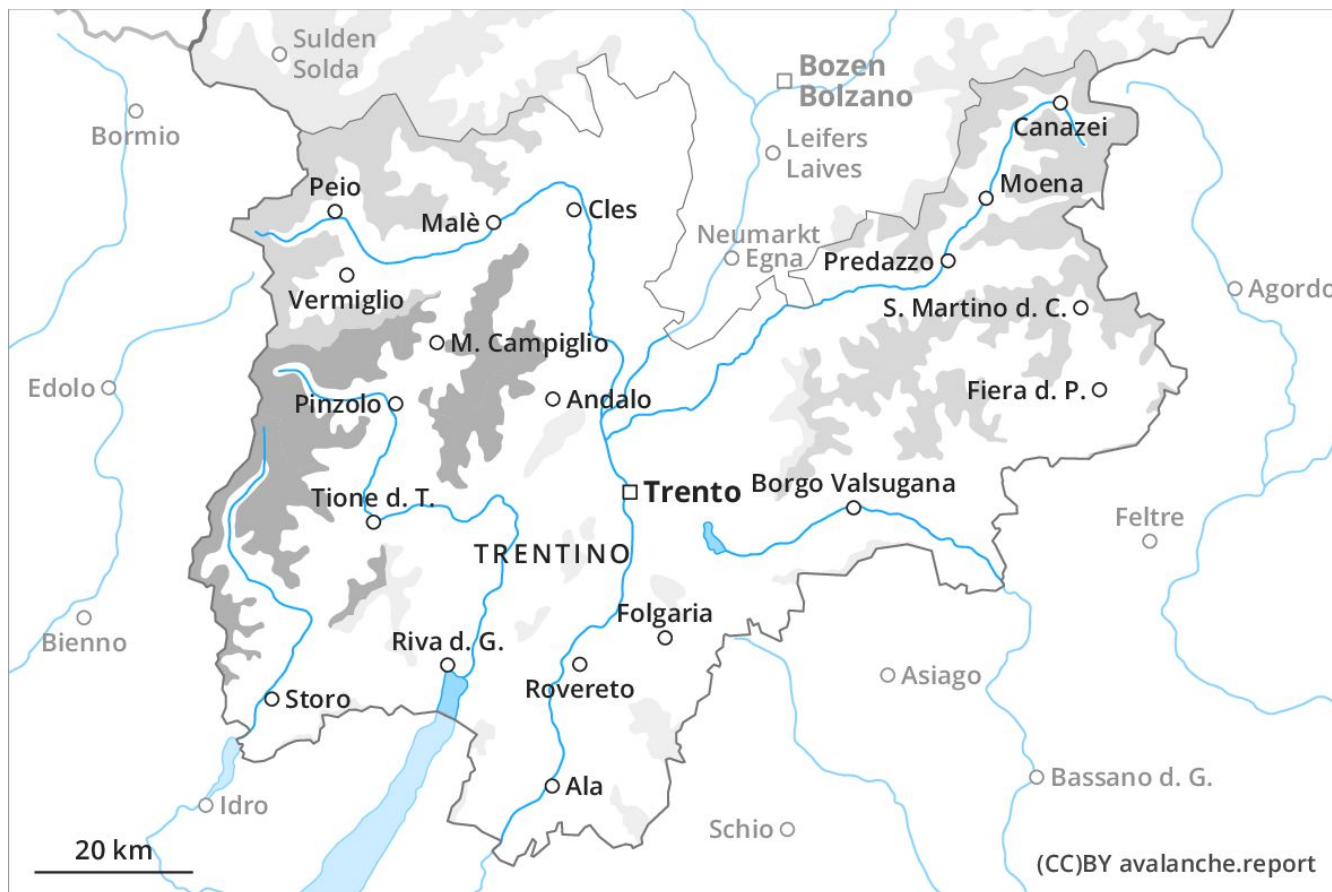 Sulden
Solda
Bozen
Bolzano
Bormio
Canazei
Leifers
Laives
Peio
Moena
Malè
Cles
Neumarkt
Egna
Predazzo
Vermiglio
Agordo
S. Martino d. C.
M. Campiglio
Edolo
Pinzolo
Andalo
Fiera d. P.
Tione d. T.
Trento
Borgo Valsugana
Feltre
TRENTINO
Folgaria
Bienno
Riva d. G.
Asiago
Storo
Rovereto
Idro
Ala
Bassano d. G.
Schio
20 km
(CC)BY avalanche.report